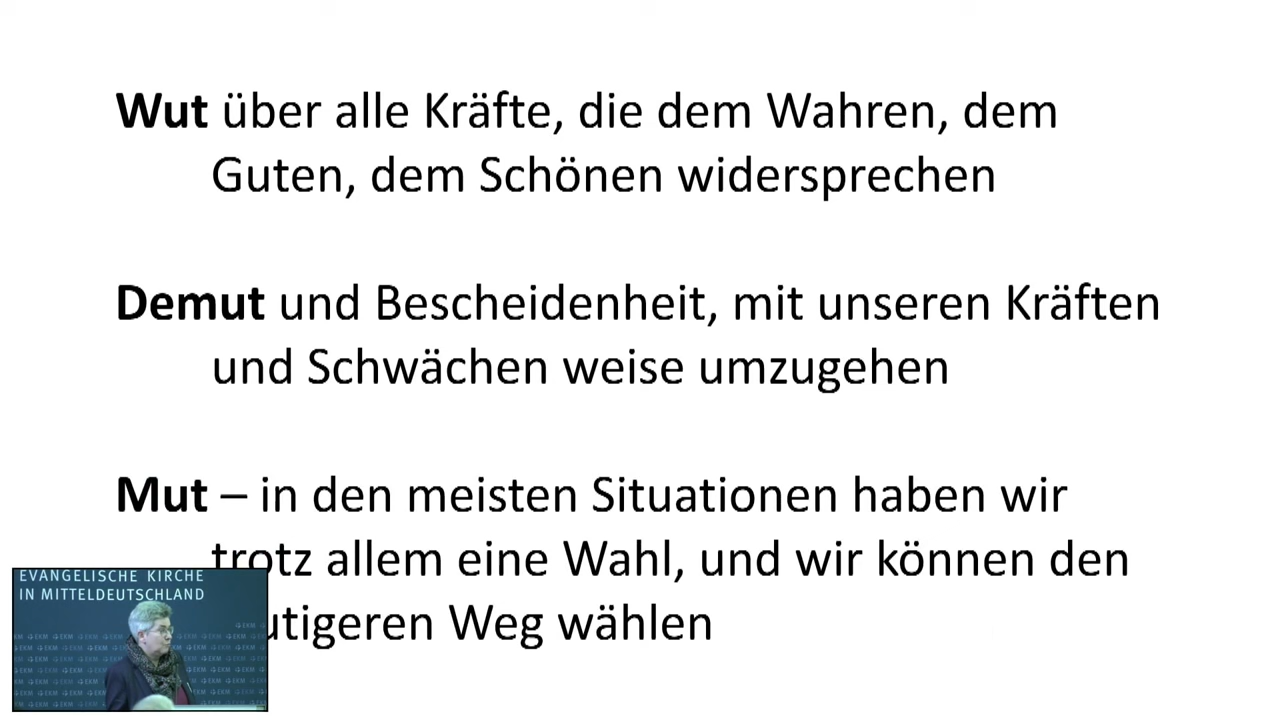 Wut über alle Kräfte, die dem Wahren, dem
Guten, dem Schönen widersprechen
Demut und Bescheidenheit, mit unseren Kräften
und Schwächen weise umzugehen
Mut – in den meisten Situationen haben wir
trotz allem eine Wahl, und wir können den
utigeren Weg wählen
EVANGELISCHE KIRCHE
IN MITTELDEUTSCHLAND